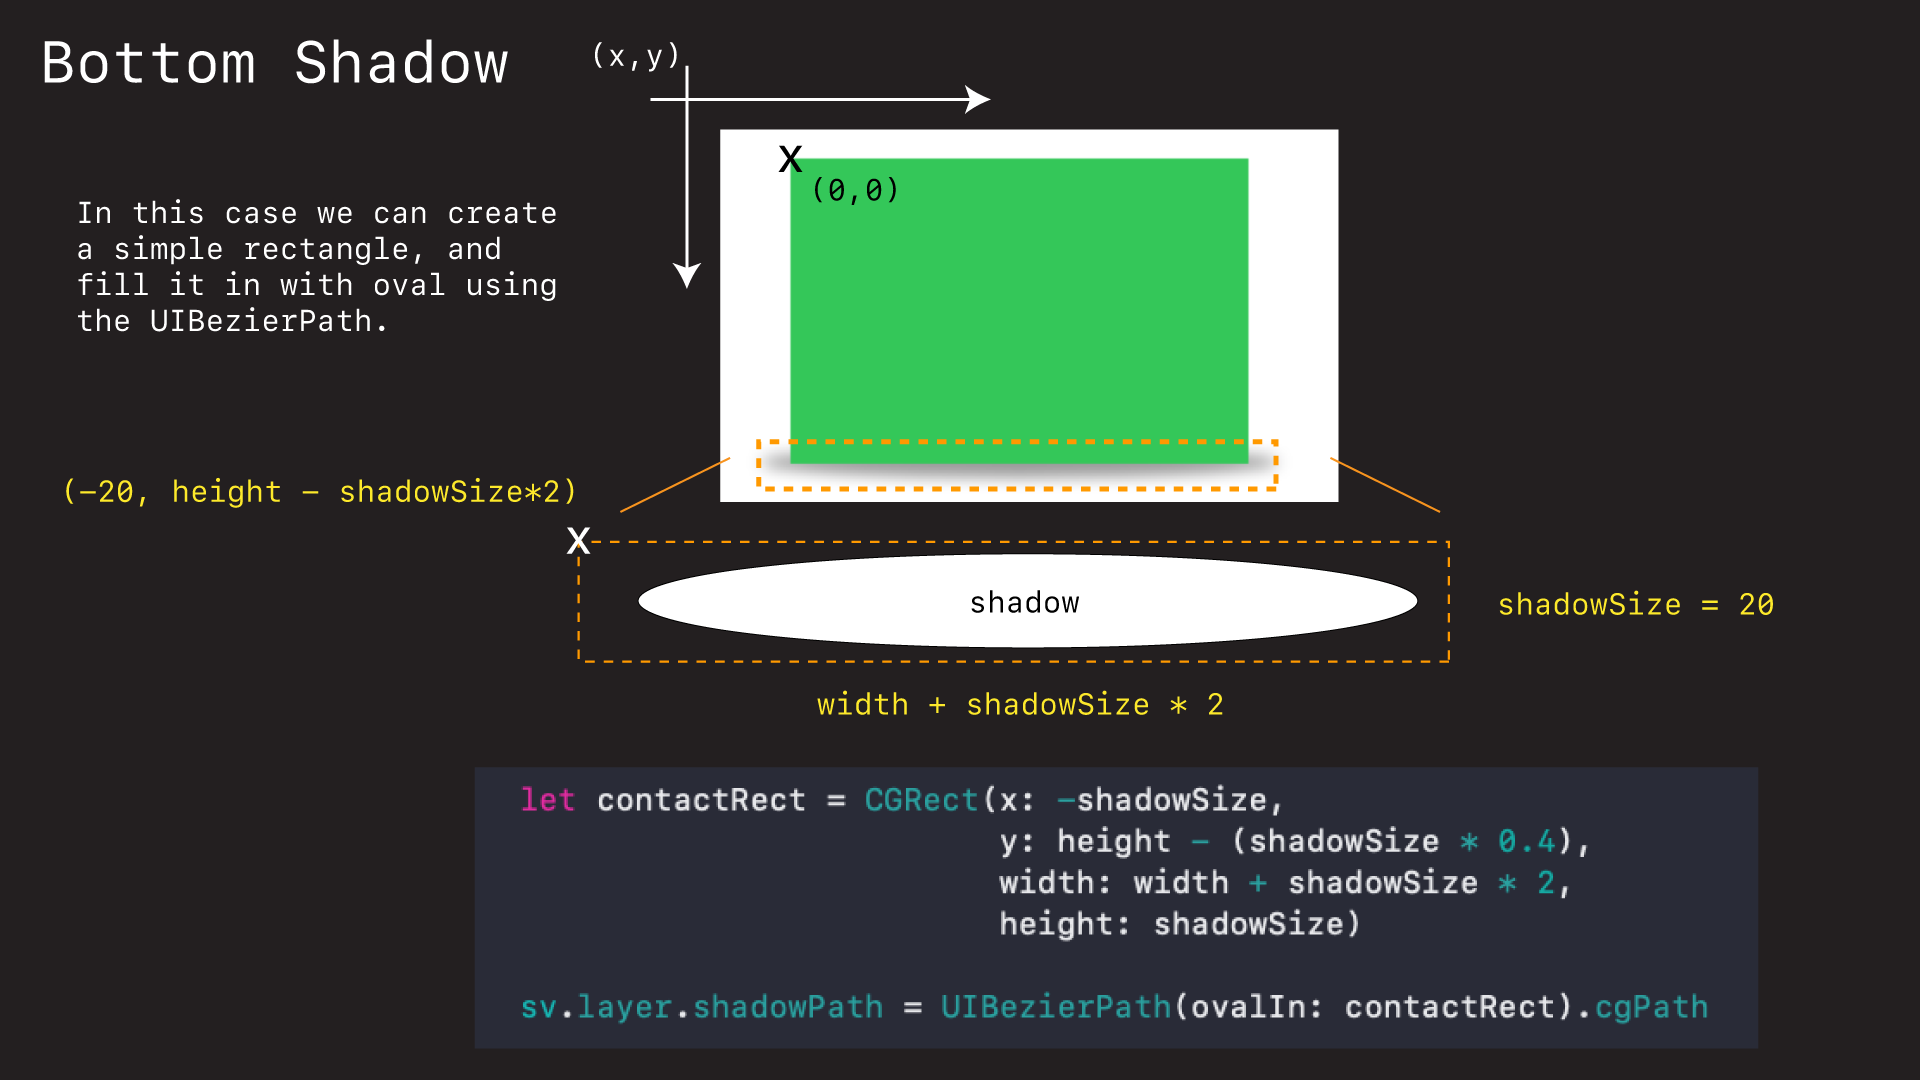 Bottom Shadow
(x,y)
X
(0,0)
In this case we can create
a simple rectangle, and
fill it in with oval using
the UIBezierPath.
(-20, height - shadowSize*2)
X
shadow
shadowSize = 20
width + shadowSize * 2
let contactRect = CGRect(x: -shadowSize,
y: height - (shadowSize * 0.4),
width: width + shadowSize * 2,
height: shadowSize)
sv.layer.shadowPath = UIBezierPath(ovalIn: contactRect).cgPath